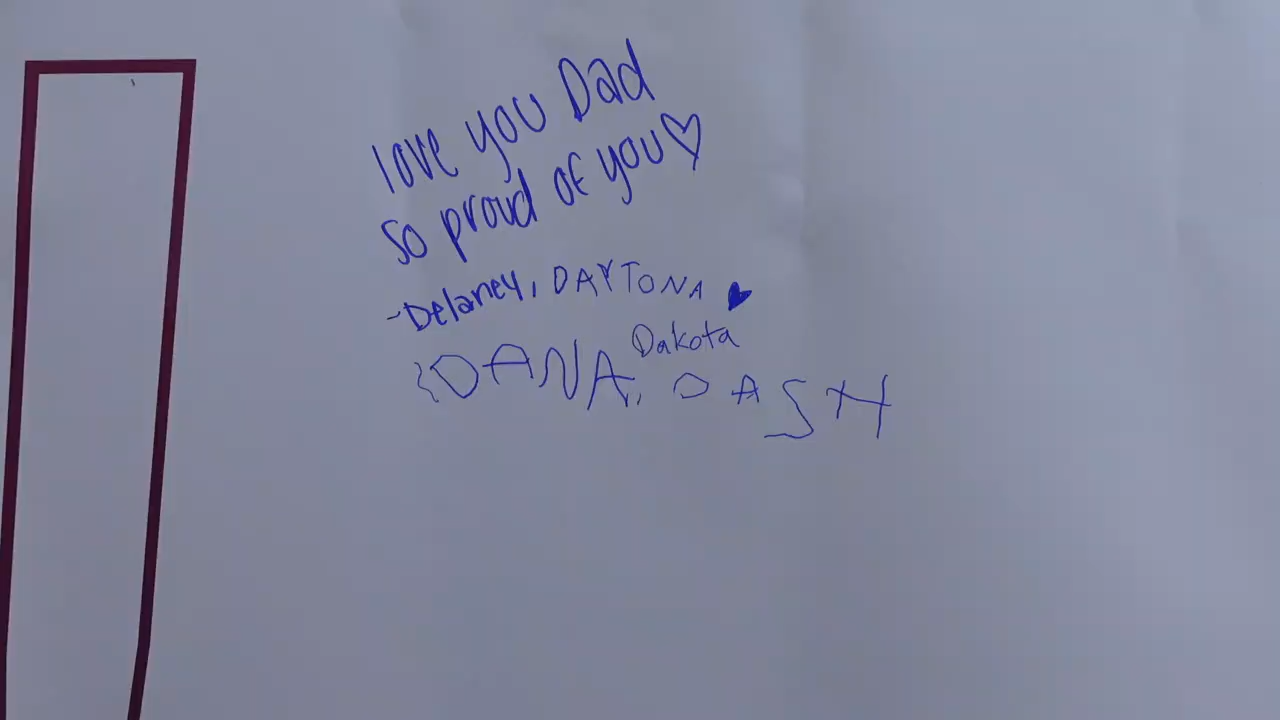 love you Dad
so proud of you♡
-Delaney, DAYTONA ♥
Dakota
{DANA, DASH